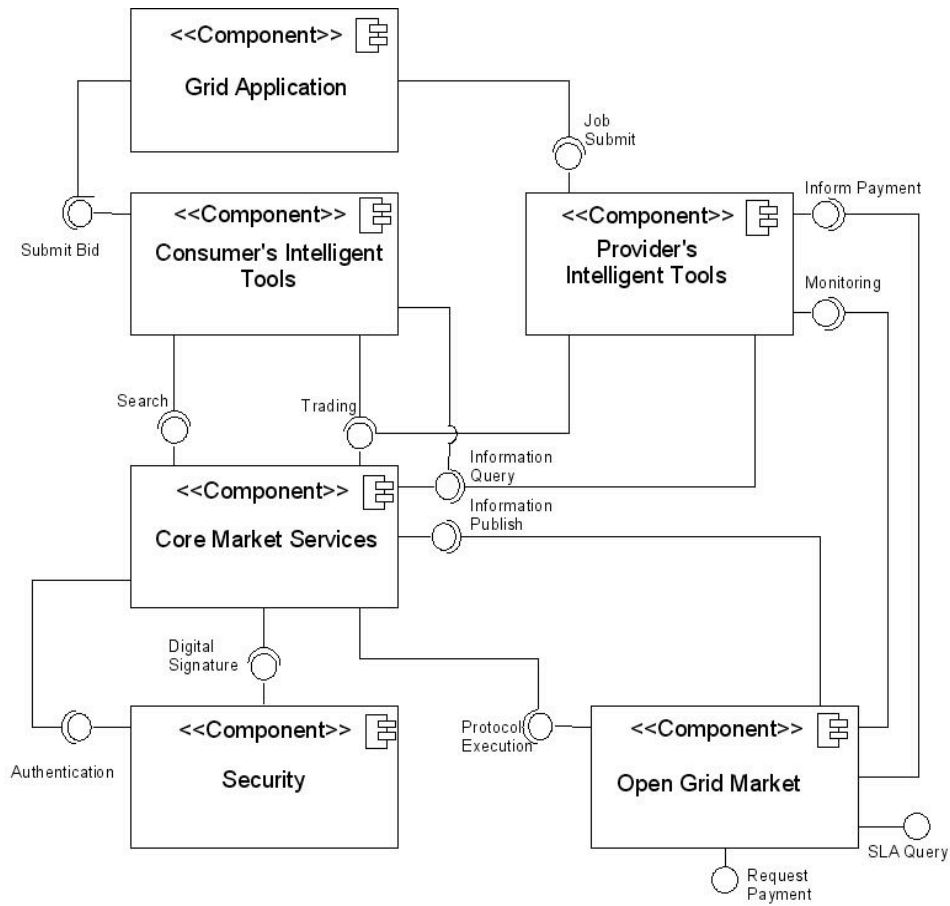 <<Component>>
Grid Application
Job
Submit
<<Component>>
Consumer's Intelligent
Tools
Submit Bid
<<Component>>
Provider's
Intelligent Tools
Inform Payment
Monitoring
Search
Trading
Information
Query
<<Component>>
Core Market Services
Information
Publish
Digital
Signature
<<Component>>
Security
Authentication
Protocol
Execution
<<Component>>
Open Grid Market
SLA Query
Request
Payment